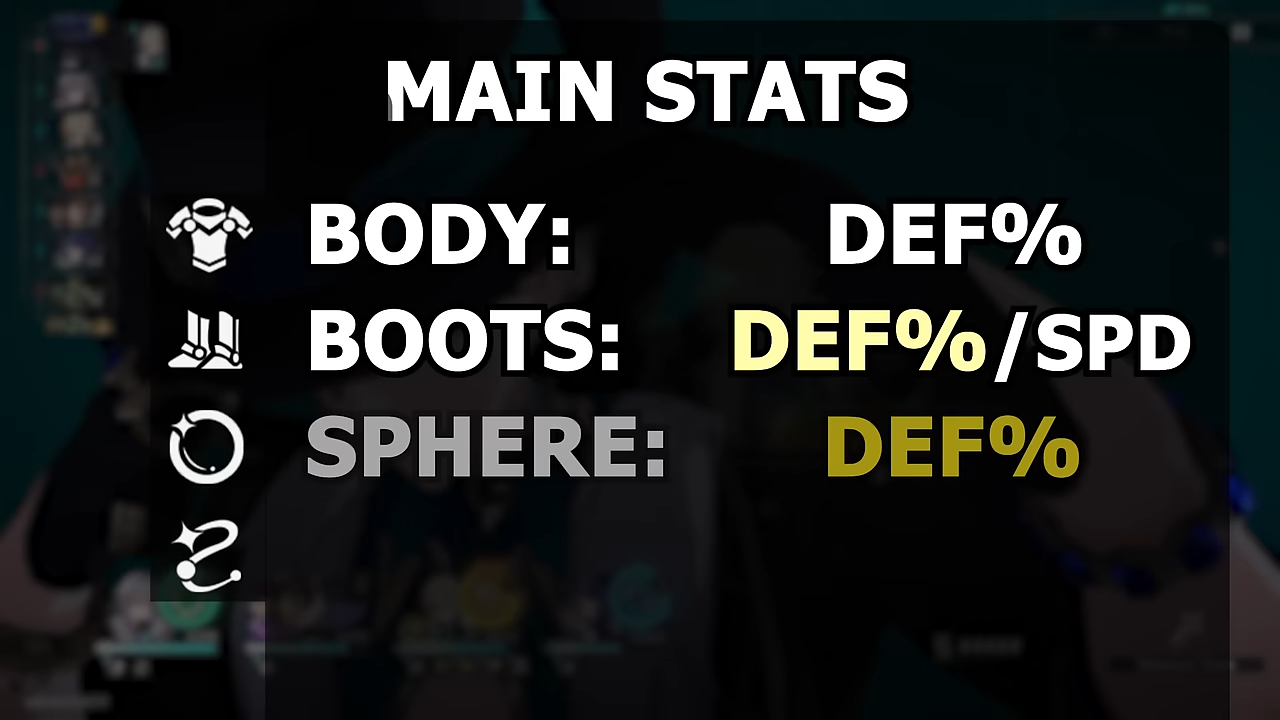 MAIN STATS
BODY: DEF%
BOOTS: DEF%/SPD
SPHERE: DEF%